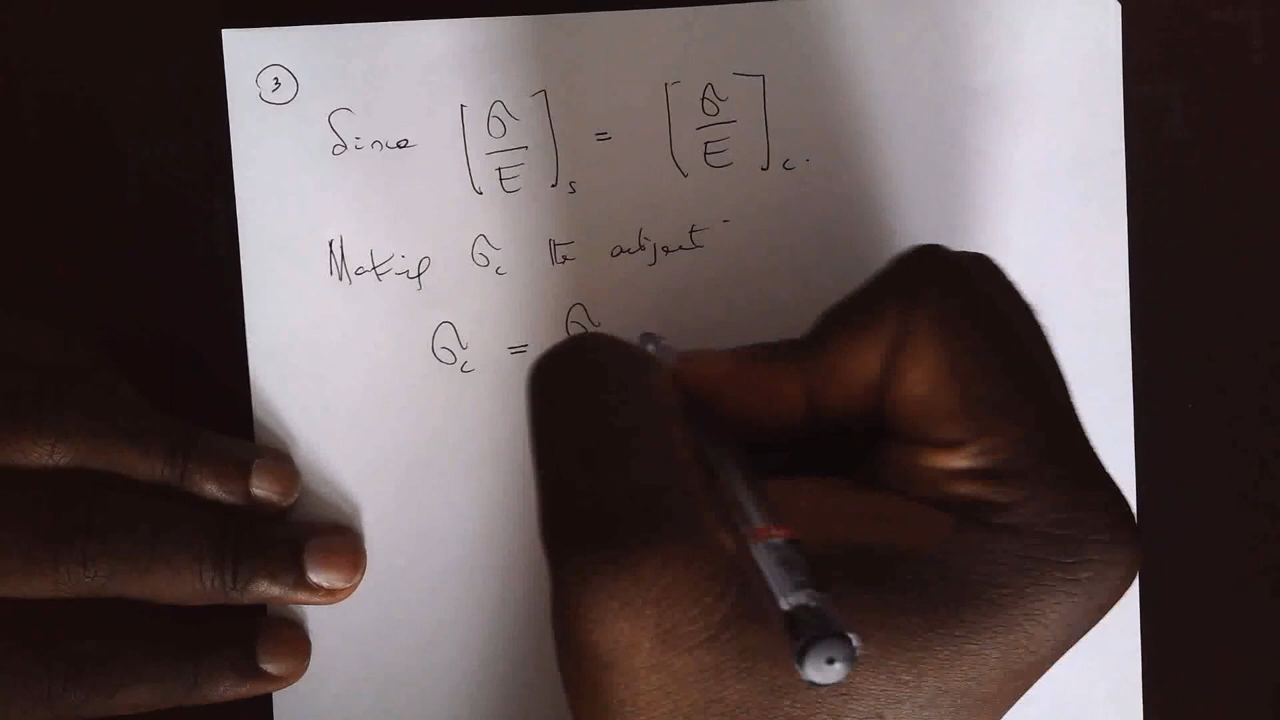 3
Since [σ/E]s = [σ/E]c.
Making σc the subject
σc = σ